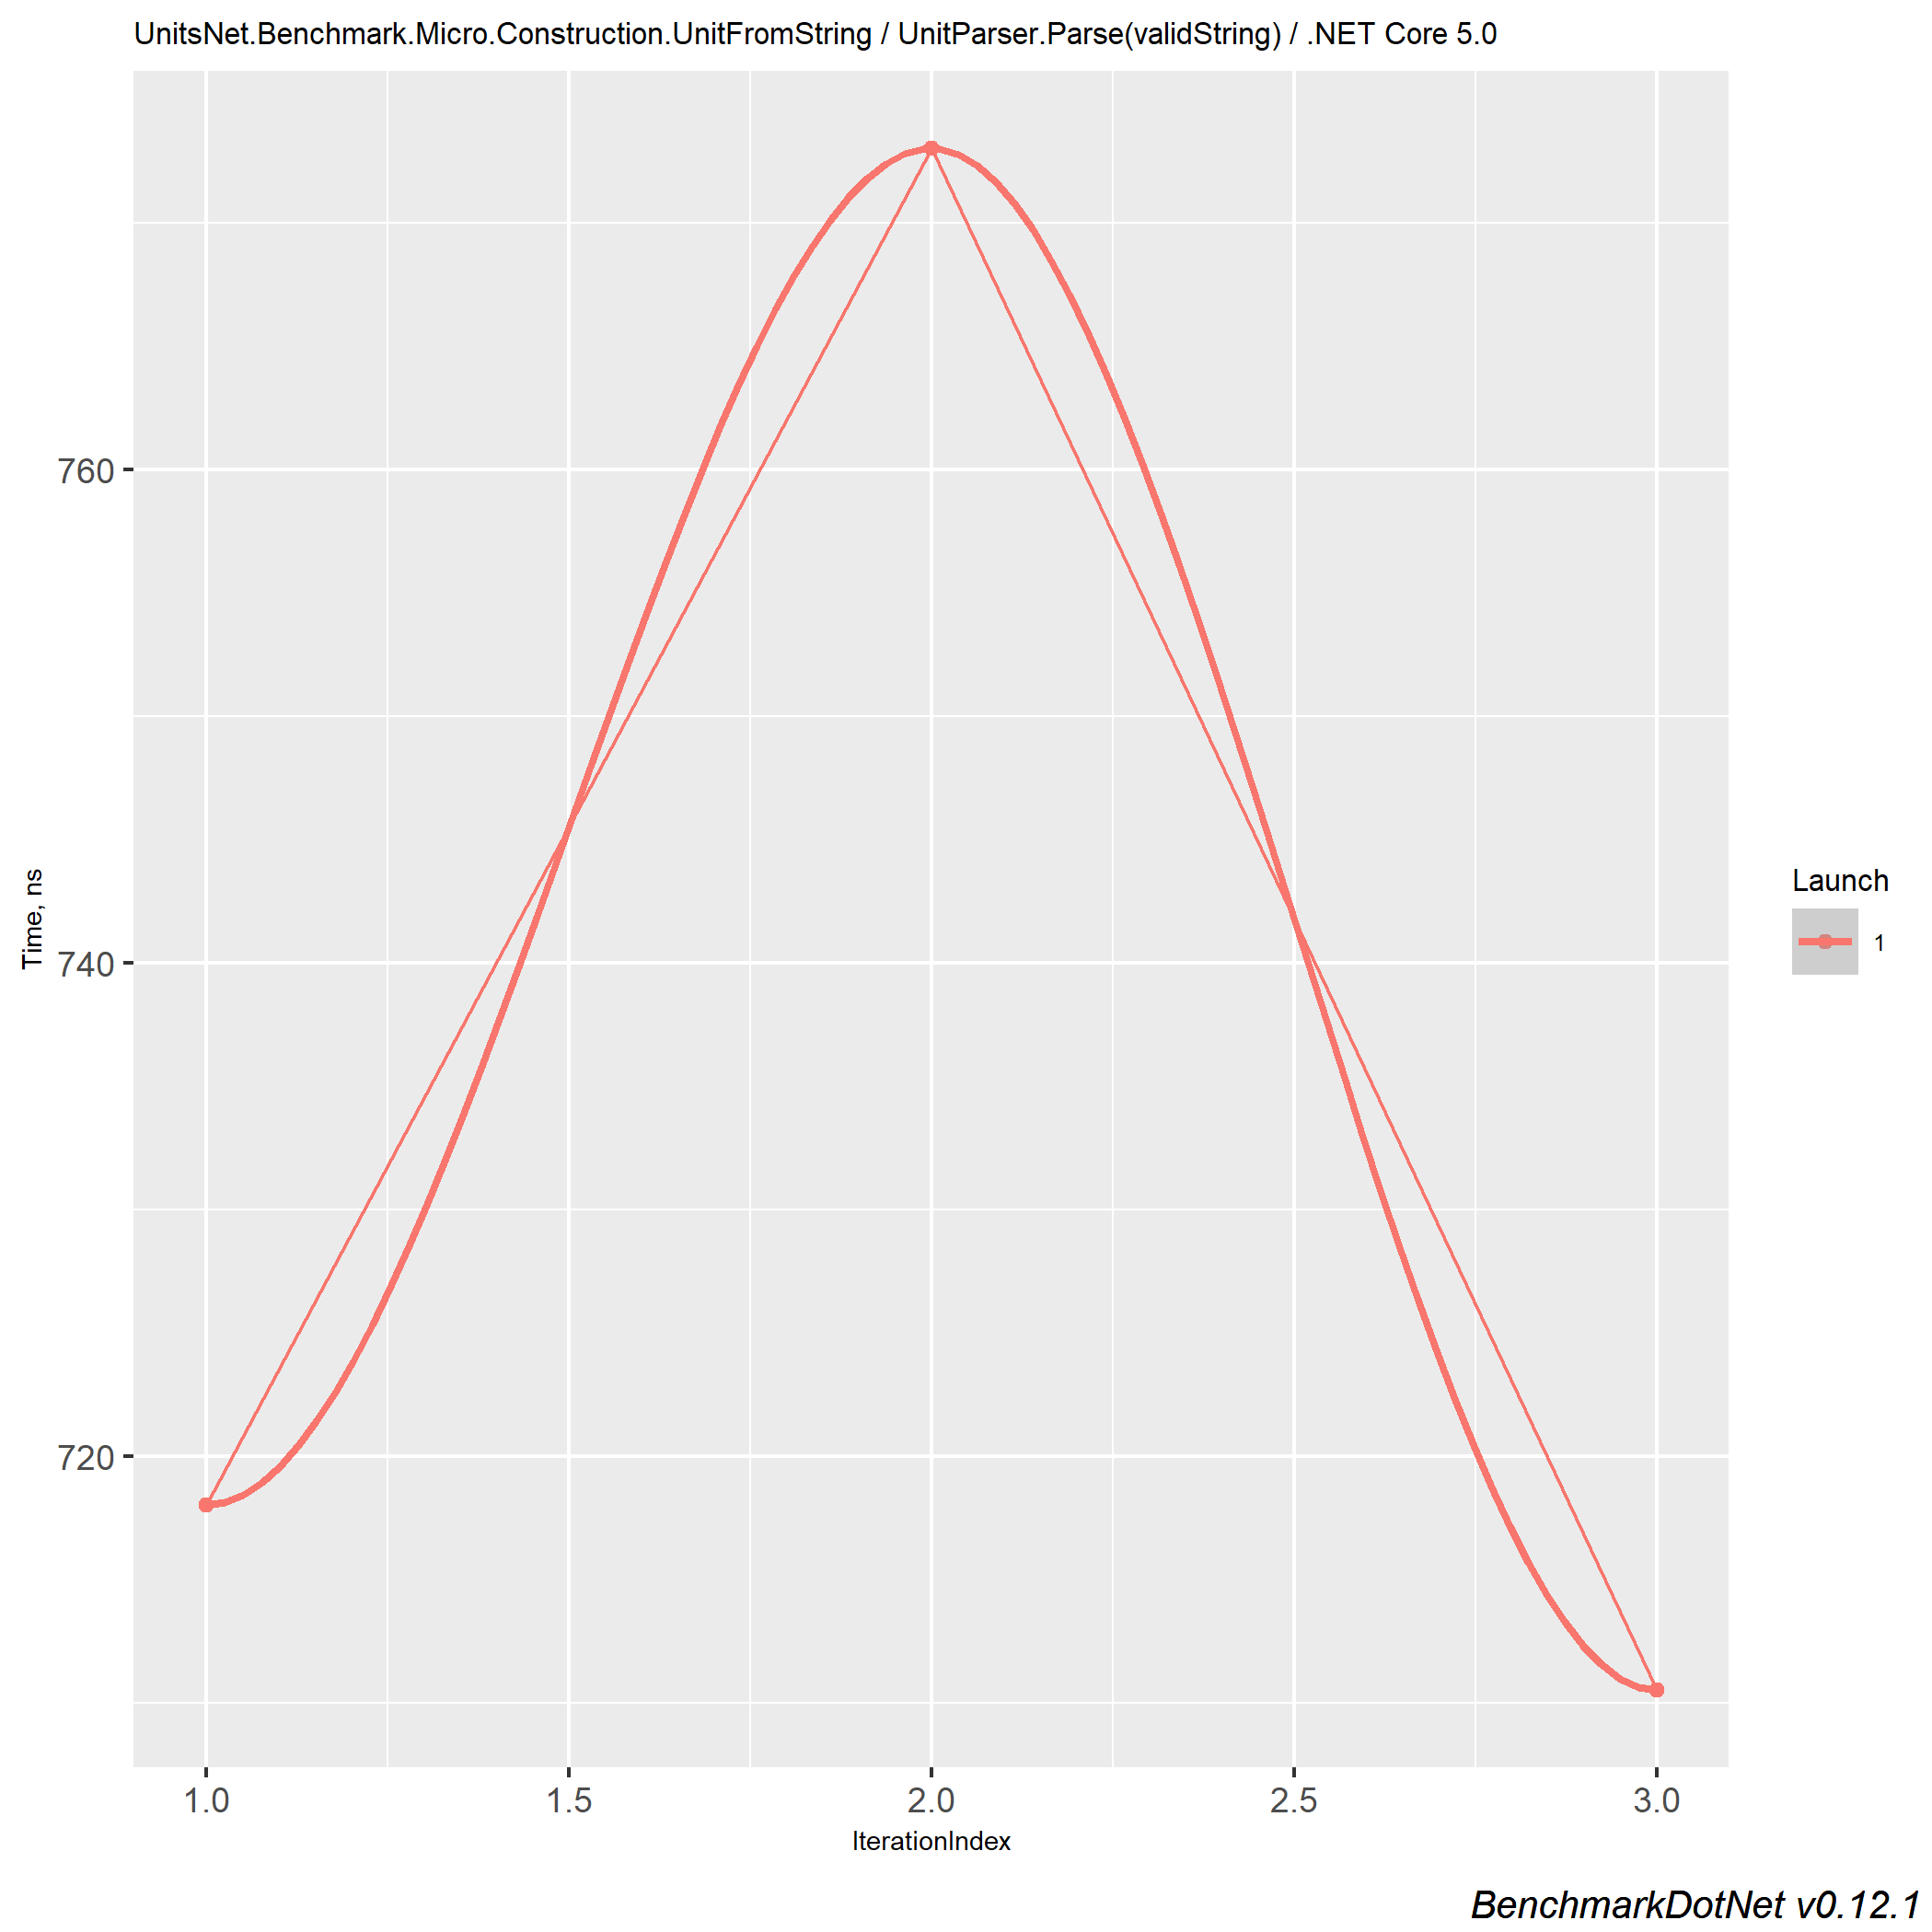 UnitsNet.Benchmark.Micro.Construction.UnitFromString / UnitParser.Parse(validString) / .NET Core 5.0
760
740
720
Time, ns
1.0 1.5 2.0 2.5 3.0
IterationIndex
Launch
1
BenchmarkDotNet v0.12.1